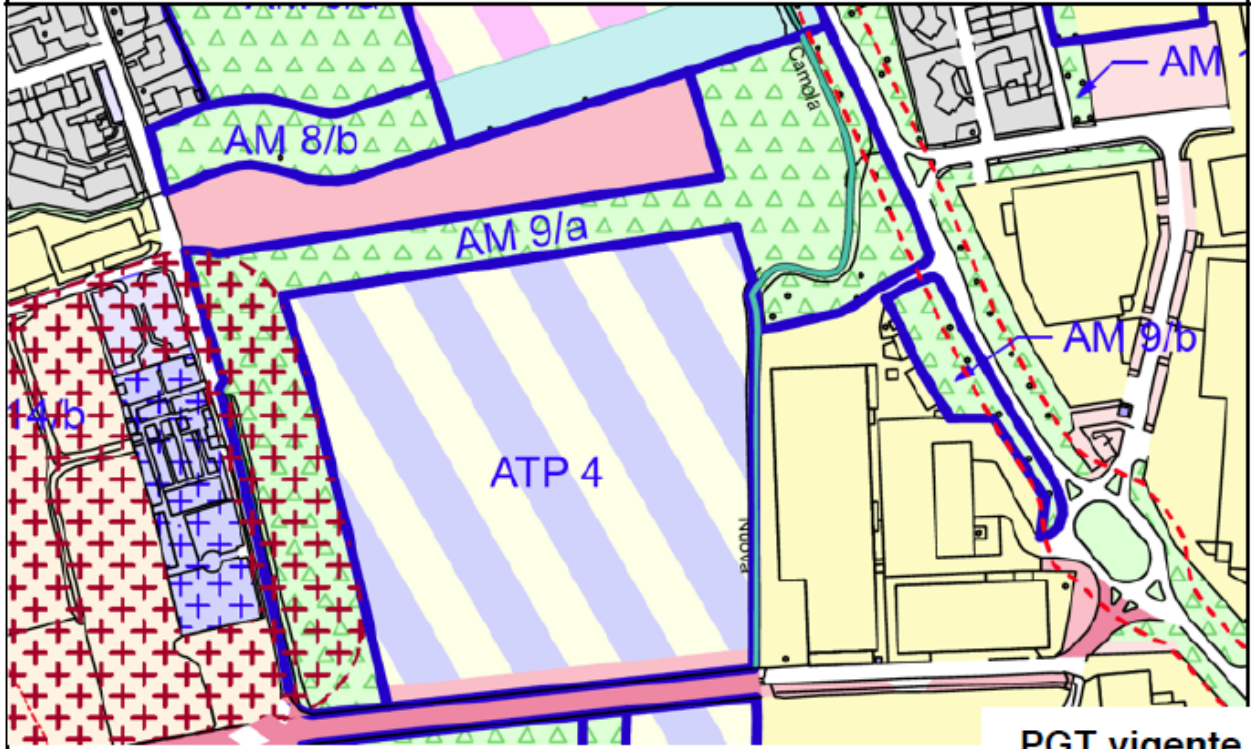 AM
Camola
AM 8/b
AM 9/a
AM 9/b
14/b
ATP 4
Nuova
PGT vigente